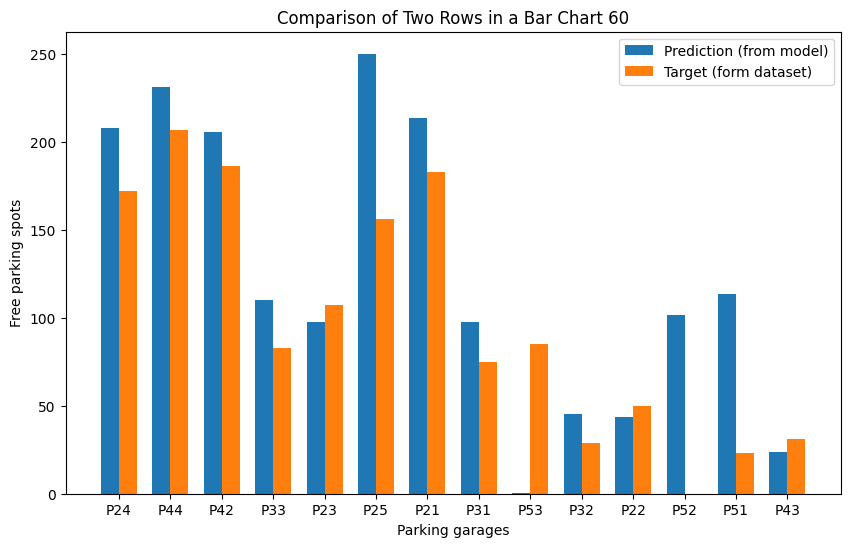 Comparison of Two Rows in a Bar Chart 60
Prediction (from model)
Target (form dataset)
Free parking spots
250
200
150
100
50
0
P24 P44 P42 P33 P23 P25 P21 P31 P53 P32 P22 P52 P51 P43
Parking garages